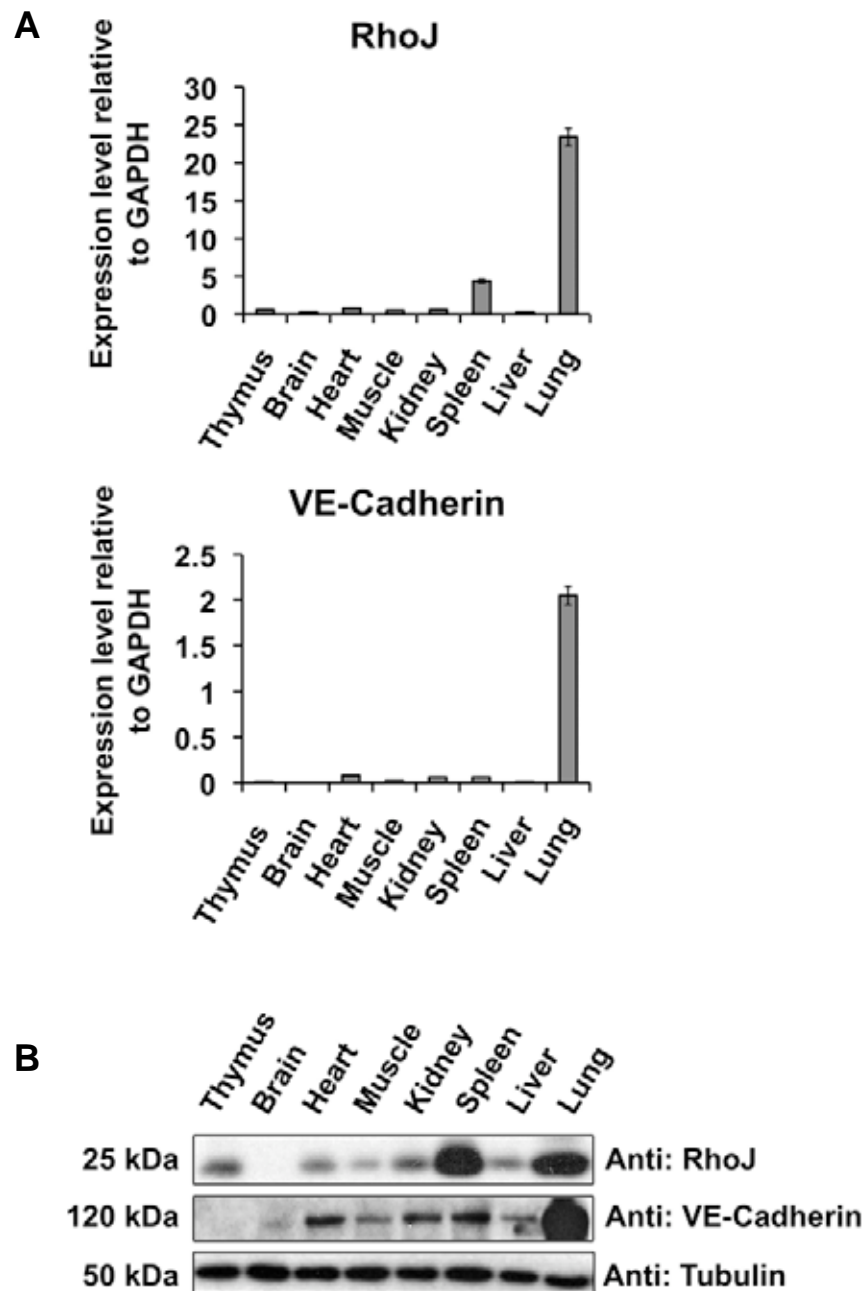 A
RhoJ
Expression level relative
to GAPDH
30
25
20
15
10
5
0
Thymus
Brain
Heart
Muscle
Kidney
Spleen
Liver
Lung
VE-Cadherin
Expression level relative
to GAPDH
2.5
2
1.5
1
0.5
0
Thymus
Brain
Heart
Muscle
Kidney
Spleen
Liver
Lung
B
Thymus
Brain
Heart
Muscle
Kidney
Spleen
Liver
Lung
25 kDa Anti: RhoJ
120 kDa Anti: VE-Cadherin
50 kDa Anti: Tubulin